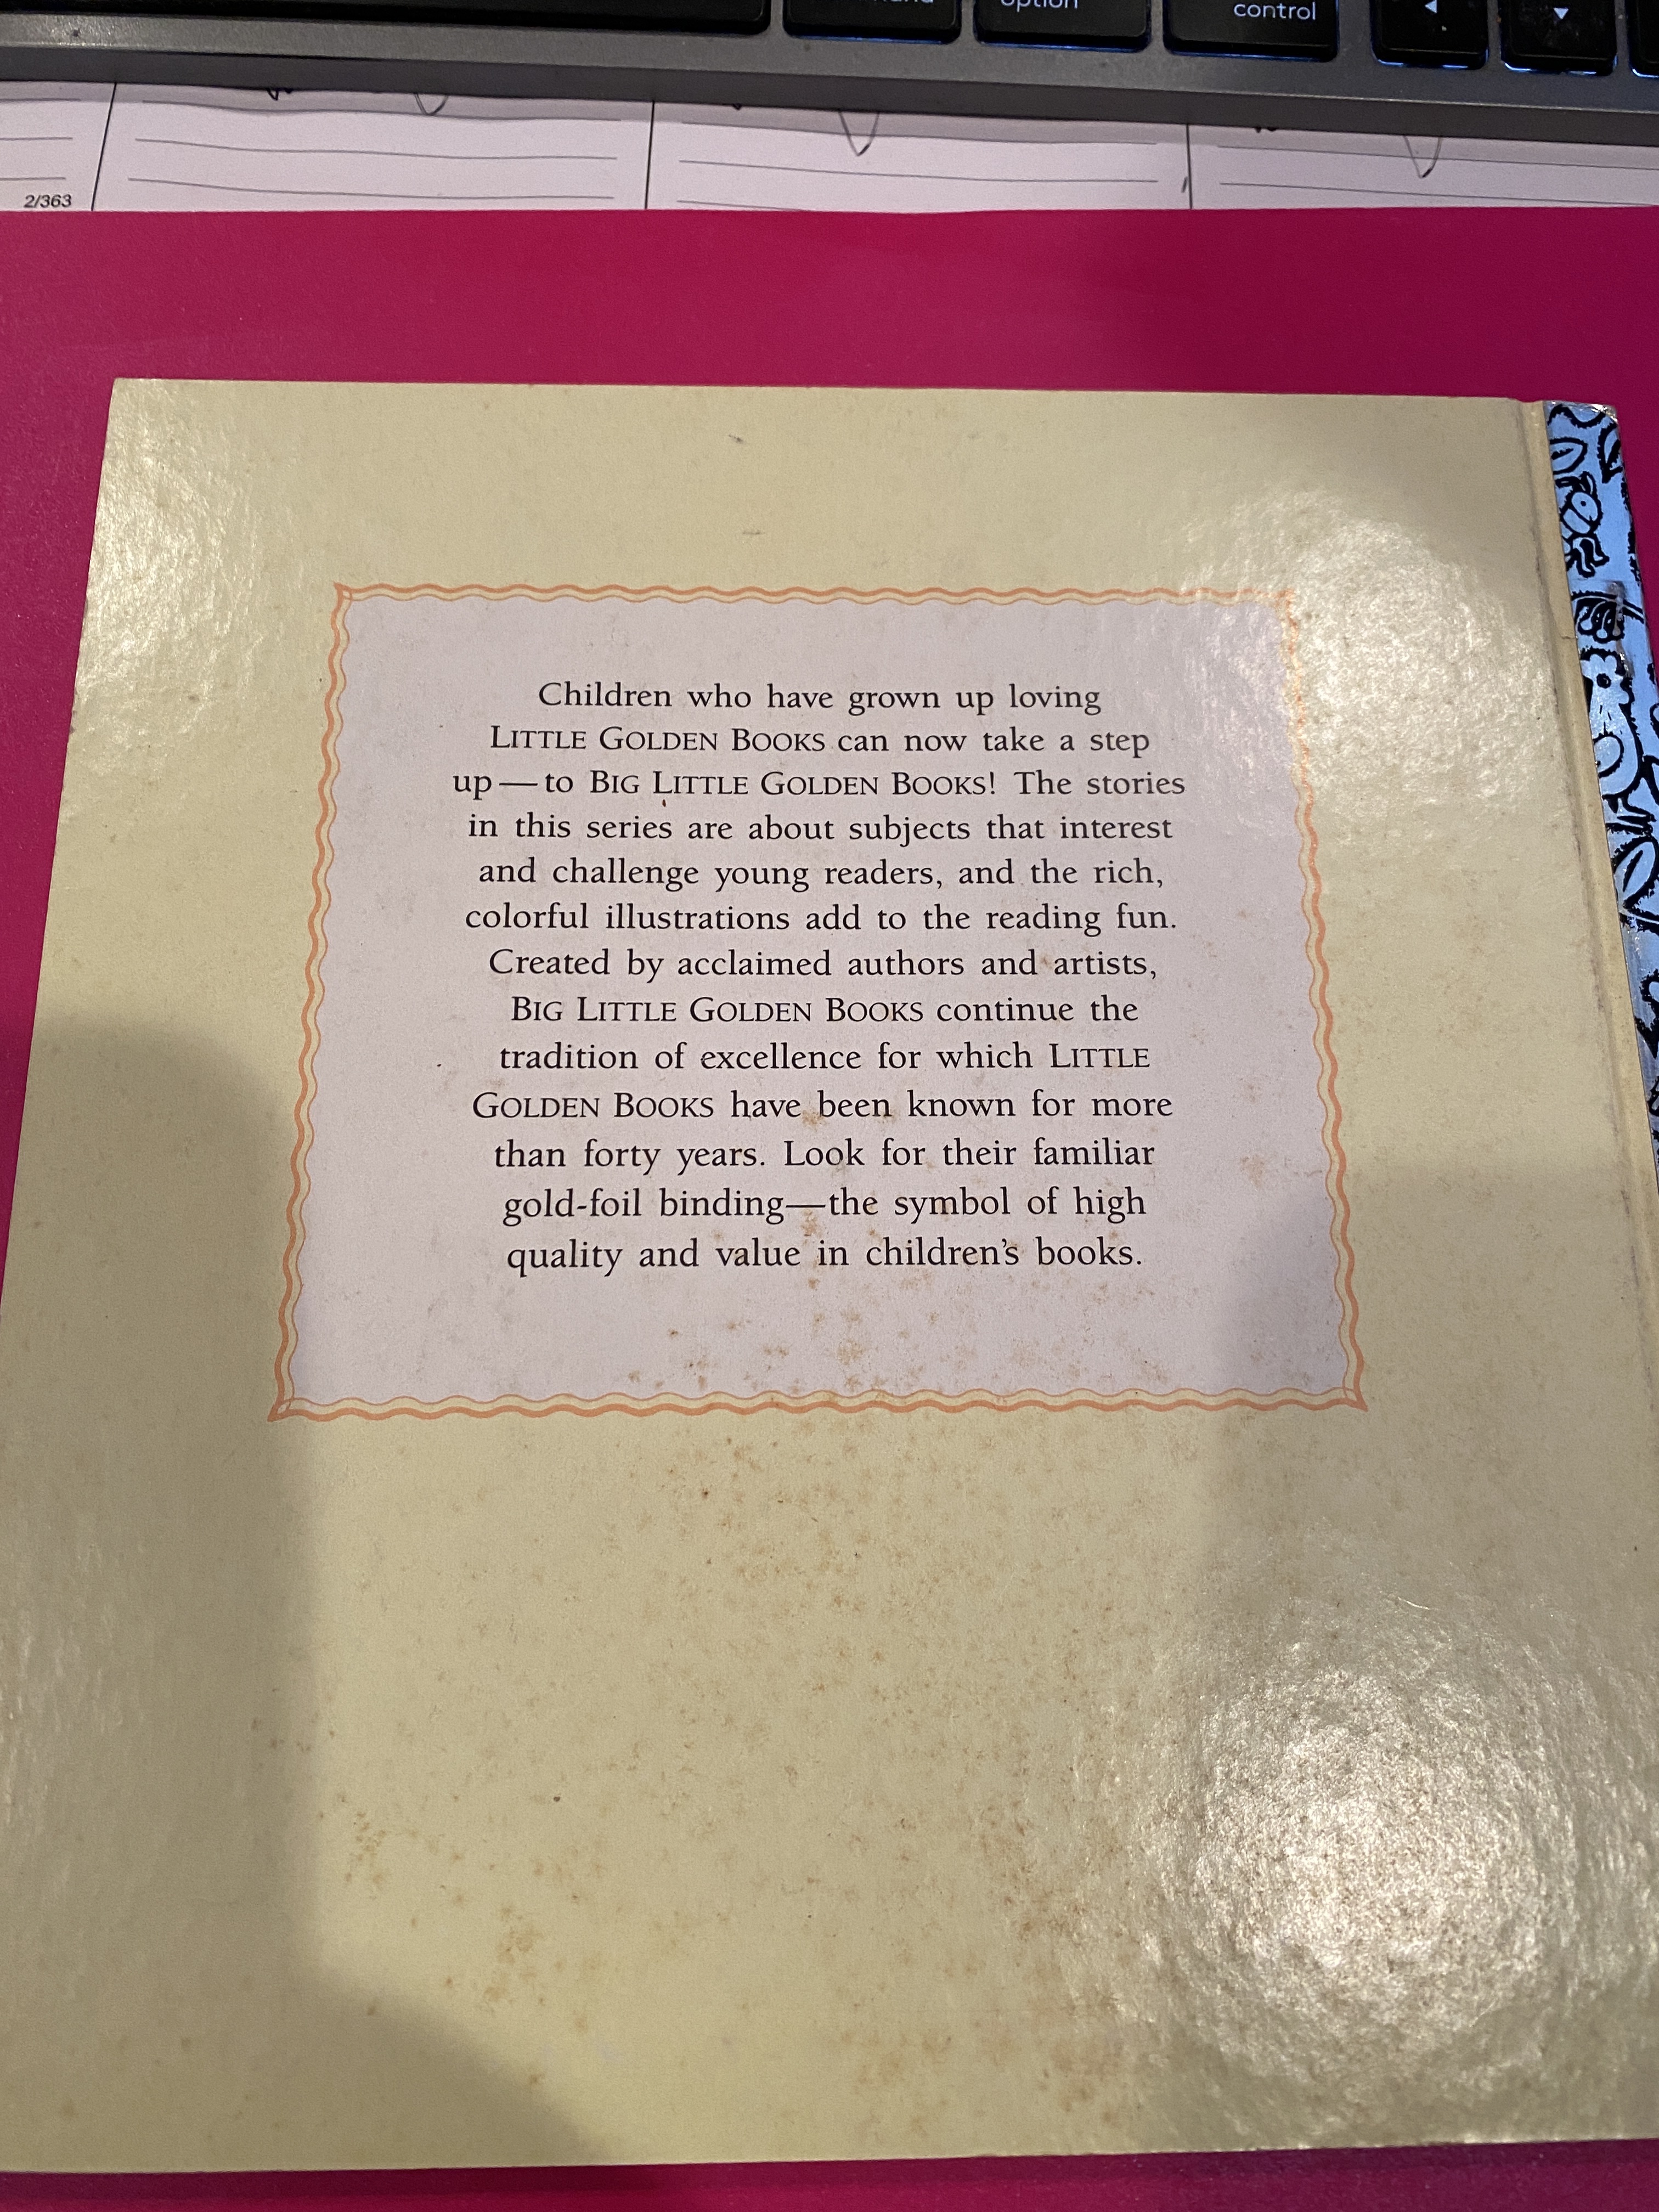 option
control
2/363
Children who have grown up loving
LITTLE GOLDEN BOOKS can now take a step
up — to BIG LITTLE GOLDEN BOOKS! The stories
in this series are about subjects that interest
and challenge young readers, and the rich,
colorful illustrations add to the reading fun.
Created by acclaimed authors and artists,
BIG LITTLE GOLDEN BOOKS continue the
tradition of excellence for which LITTLE
GOLDEN BOOKS have been known for more
than forty years. Look for their familiar
gold-foil binding—the symbol of high
quality and value in children's books.